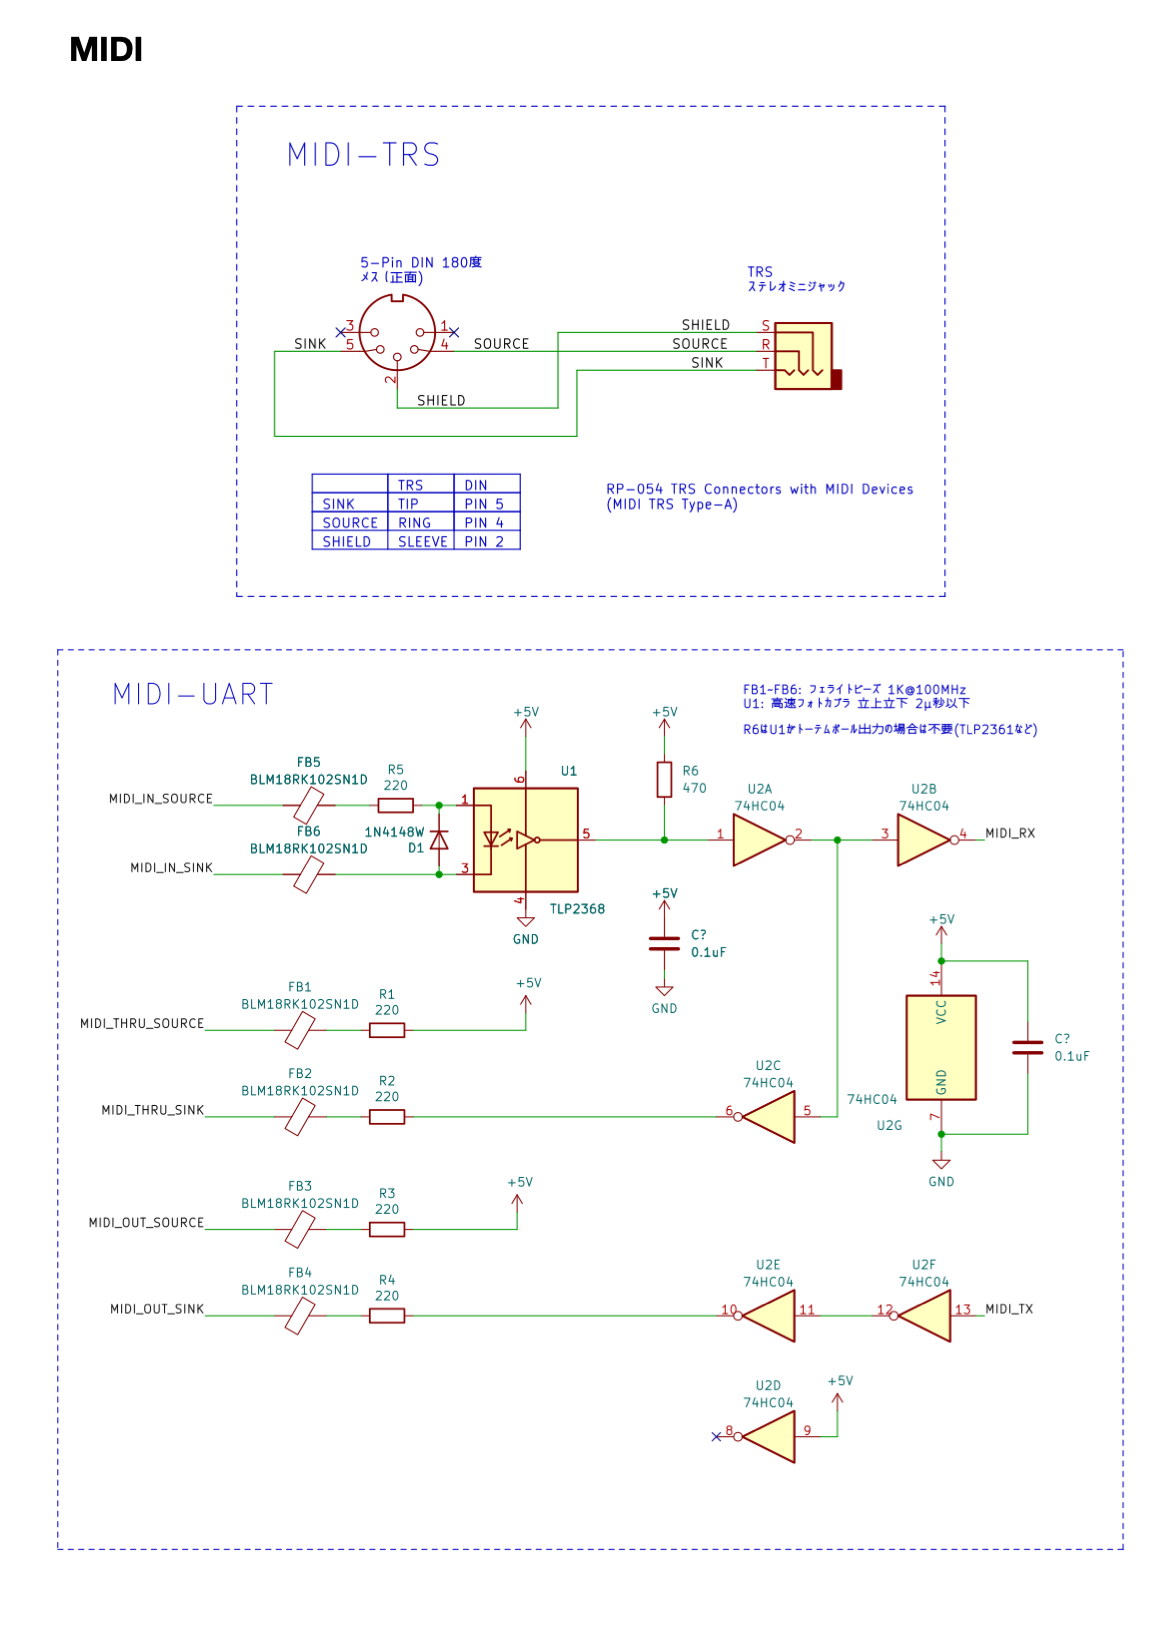 MIDI
MIDI-TRS
5-Pin DIN 180度
メス (正面)
TRS
ステレオミニジャック
3
1
SHIELD
S
SINK
5
4
SOURCE
SOURCE
R
SINK
T
2
SHIELD
TRS
DIN
SINK
TIP
PIN 5
SOURCE
RING
PIN 4
SHIELD
SLEEVE
PIN 2
RP-054 TRS Connectors with MIDI Devices
(MIDI TRS Type-A)
MIDI-UART
FB1~FB6: フェライトビーズ 1K@100MHz
U1: 高速フォトカプラ 立上立下 2μ秒以下
R6はU1がトーテムポール出力の場合は不要(TLP2361など)
+5V
+5V
FB5
BLM18RK102SN1D
R5
220
6
U1
R6
470
U2A
74HC04
U2B
74HC04
MIDI_IN_SOURCE
1
FB6
BLM18RK102SN1D
1N4148W
D1
5
1
2
3
4
MIDI_RX
MIDI_IN_SINK
3
4
TLP2368
GND
+5V
C?
0.1uF
GND
+5V
14
VCC
GND
7
74HC04
U2G
C?
0.1uF
GND
FB1
BLM18RK102SN1D
R1
220
+5V
MIDI_THRU_SOURCE
FB2
BLM18RK102SN1D
R2
220
U2C
74HC04
MIDI_THRU_SINK
6
5
FB3
BLM18RK102SN1D
R3
220
+5V
MIDI_OUT_SOURCE
FB4
BLM18RK102SN1D
R4
220
U2E
74HC04
U2F
74HC04
MIDI_OUT_SINK
10
11
12
13
MIDI_TX
U2D
74HC04
+5V
8
9